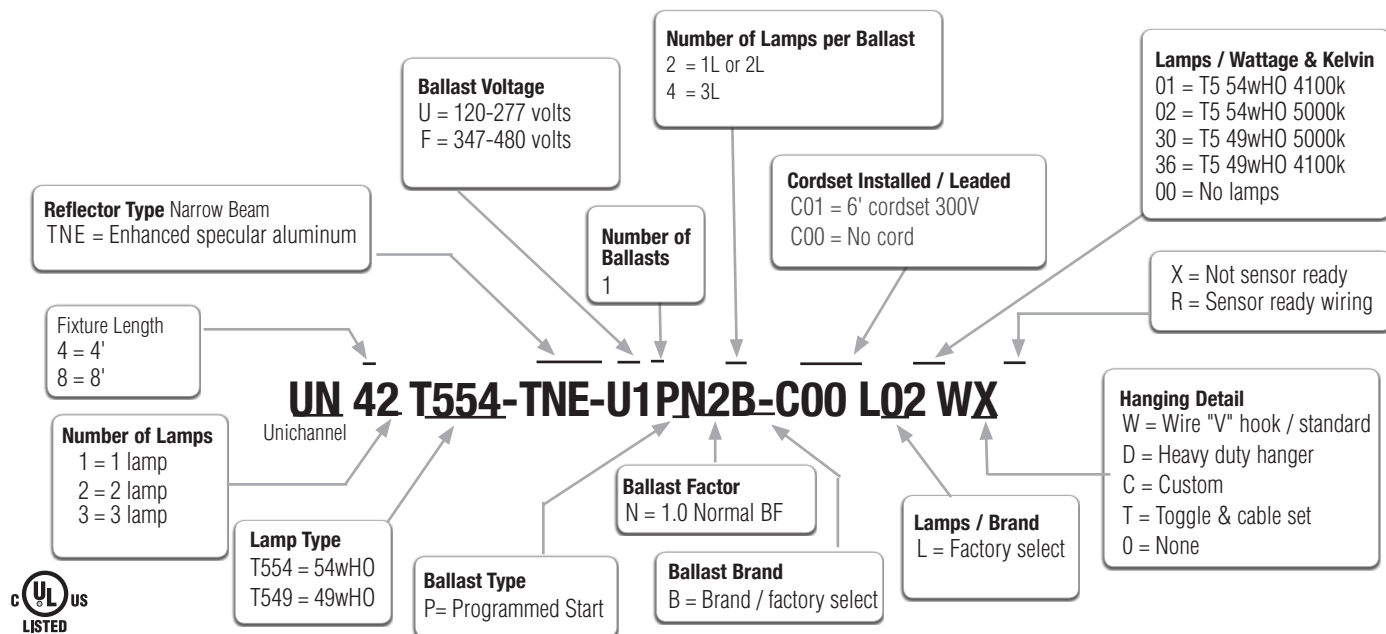 Number of Lamps per Ballast
2 = 1L or 2L
4 = 3L
Lamps / Wattage & Kelvin
01 = T5 54wHO 4100k
02 = T5 54wHO 5000k
30 = T5 49wHO 5000k
36 = T5 49wHO 4100k
00 = No lamps
Ballast Voltage
U = 120-277 volts
F = 347-480 volts
Cordset Installed / Leaded
C01 = 6' cordset 300V
C00 = No cord
Reflector Type Narrow Beam
TNE = Enhanced specular aluminum
Number of
Ballasts
1
X = Not sensor ready
R = Sensor ready wiring
Fixture Length
4 = 4'
8 = 8'
UN 42 T554-TNE-U1PN2B-C00 L02 WX
Unichannel
Number of Lamps
1 = 1 lamp
2 = 2 lamp
3 = 3 lamp
Lamp Type
T554 = 54wHO
T549 = 49wHO
Ballast Type
P= Programmed Start
Ballast Factor
N = 1.0 Normal BF
Ballast Brand
B = Brand / factory select
Lamps / Brand
L = Factory select
Hanging Detail
W = Wire "V" hook / standard
D = Heavy duty hanger
C = Custom
T = Toggle & cable set
0 = None
C UL US
LISTED